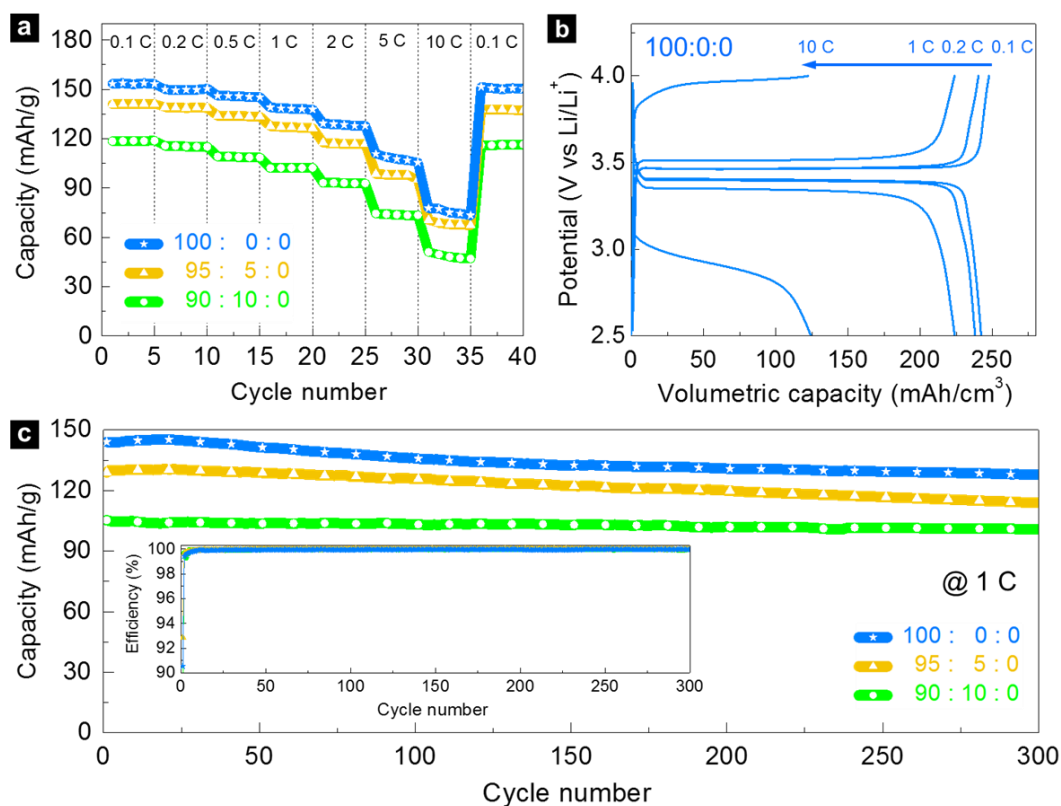 a
0.1 C 0.2 C 0.5 C 1 C 2 C 5 C 10 C 0.1 C
180
150
120
90
60
30
0
Capacity (mAh/g)
100 : 0 : 0
95 : 5 : 0
90 : 10 : 0
0 5 10 15 20 25 30 35 40
Cycle number
b
100:0:0
10 C 1 C 0.2 C 0.1 C
4.0
3.5
3.0
2.5
Potential (V vs Li/Li⁺)
0 50 100 150 200 250 300
Volumetric capacity (mAh/cm³)
c
150
120
90
60
30
0
Capacity (mAh/g)
100
98
96
94
92
90
Efficiency (%)
0 50 100 150 200 250 300
Cycle number
@ 1 C
100 : 0 : 0
95 : 5 : 0
90 : 10 : 0
0 50 100 150 200 250 300
Cycle number